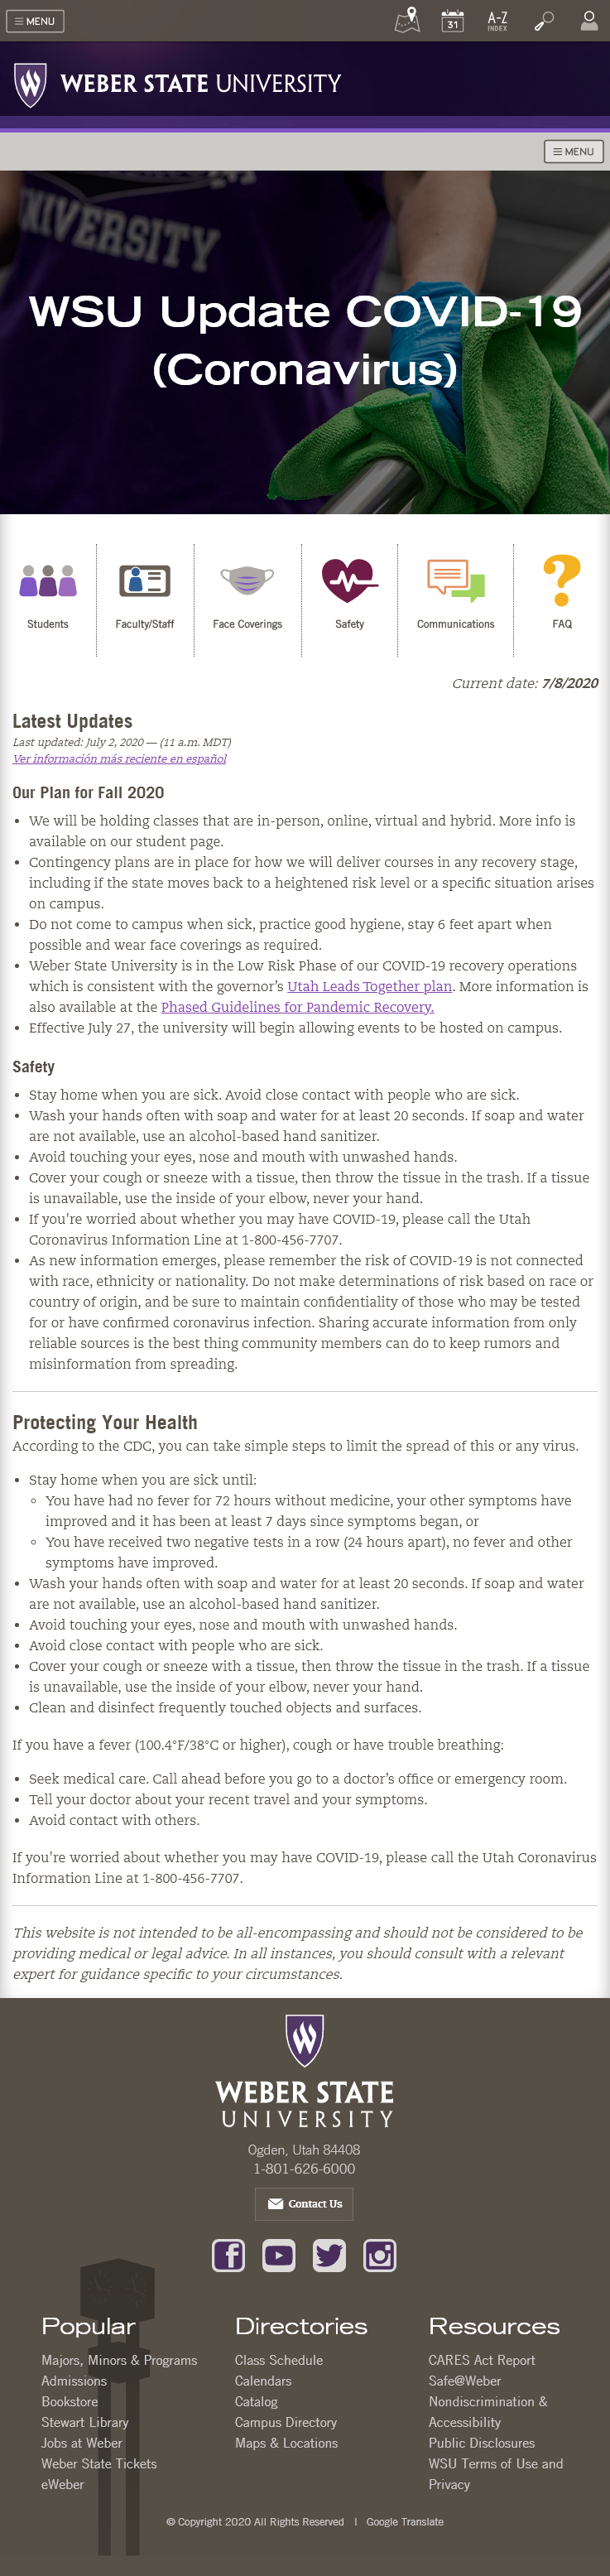 MENU
31
A-Z
INDEX
WEBER STATE UNIVERSITY
MENU
NIVERSITY
WSU Update COVID-19
(Coronavirus)
Students
Faculty/Staff
Face Coverings
Safety
Communications
FAQ
Current date: 7/8/2020
Latest Updates
Last updated: July 2, 2020 — (11 a.m. MDT)
Ver información más reciente en español
Our Plan for Fall 2020
• We will be holding classes that are in-person, online, virtual and hybrid. More info is
available on our student page.
• Contingency plans are in place for how we will deliver courses in any recovery stage,
including if the state moves back to a heightened risk level or a specific situation arises
on campus.
• Do not come to campus when sick, practice good hygiene, stay 6 feet apart when
possible and wear face coverings as required.
• Weber State University is in the Low Risk Phase of our COVID-19 recovery operations
which is consistent with the governor’s Utah Leads Together plan. More information is
also available at the Phased Guidelines for Pandemic Recovery.
• Effective July 27, the university will begin allowing events to be hosted on campus.
Safety
• Stay home when you are sick. Avoid close contact with people who are sick.
• Wash your hands often with soap and water for at least 20 seconds. If soap and water
are not available, use an alcohol-based hand sanitizer.
• Avoid touching your eyes, nose and mouth with unwashed hands.
• Cover your cough or sneeze with a tissue, then throw the tissue in the trash. If a tissue
is unavailable, use the inside of your elbow, never your hand.
• If you're worried about whether you may have COVID-19, please call the Utah
Coronavirus Information Line at 1-800-456-7707.
• As new information emerges, please remember the risk of COVID-19 is not connected
with race, ethnicity or nationality. Do not make determinations of risk based on race or
country of origin, and be sure to maintain confidentiality of those who may be tested
for or have confirmed coronavirus infection. Sharing accurate information from only
reliable sources is the best thing community members can do to keep rumors and
misinformation from spreading.
Protecting Your Health
According to the CDC, you can take simple steps to limit the spread of this or any virus.
• Stay home when you are sick until:
◦ You have had no fever for 72 hours without medicine, your other symptoms have
improved and it has been at least 7 days since symptoms began, or
◦ You have received two negative tests in a row (24 hours apart), no fever and other
symptoms have improved.
• Wash your hands often with soap and water for at least 20 seconds. If soap and water
are not available, use an alcohol-based hand sanitizer.
• Avoid touching your eyes, nose and mouth with unwashed hands.
• Avoid close contact with people who are sick.
• Cover your cough or sneeze with a tissue, then throw the tissue in the trash. If a tissue
is unavailable, use the inside of your elbow, never your hand.
• Clean and disinfect frequently touched objects and surfaces.
If you have a fever (100.4°F/38°C or higher), cough or have trouble breathing:
• Seek medical care. Call ahead before you go to a doctor’s office or emergency room.
• Tell your doctor about your recent travel and your symptoms.
• Avoid contact with others.
If you're worried about whether you may have COVID-19, please call the Utah Coronavirus
Information Line at 1-800-456-7707.
This website is not intended to be all-encompassing and should not be considered to be
providing medical or legal advice. In all instances, you should consult with a relevant
expert for guidance specific to your circumstances.
WEBER STATE
UNIVERSITY
Ogden, Utah 84408
1-801-626-6000
Contact Us
Popular
Majors, Minors & Programs
Admissions
Bookstore
Stewart Library
Jobs at Weber
Weber State Tickets
eWeber
Directories
Class Schedule
Calendars
Catalog
Campus Directory
Maps & Locations
Resources
CARES Act Report
Safe@Weber
Nondiscrimination &
Accessibility
Public Disclosures
WSU Terms of Use and
Privacy
© Copyright 2020 All Rights Reserved | Google Translate